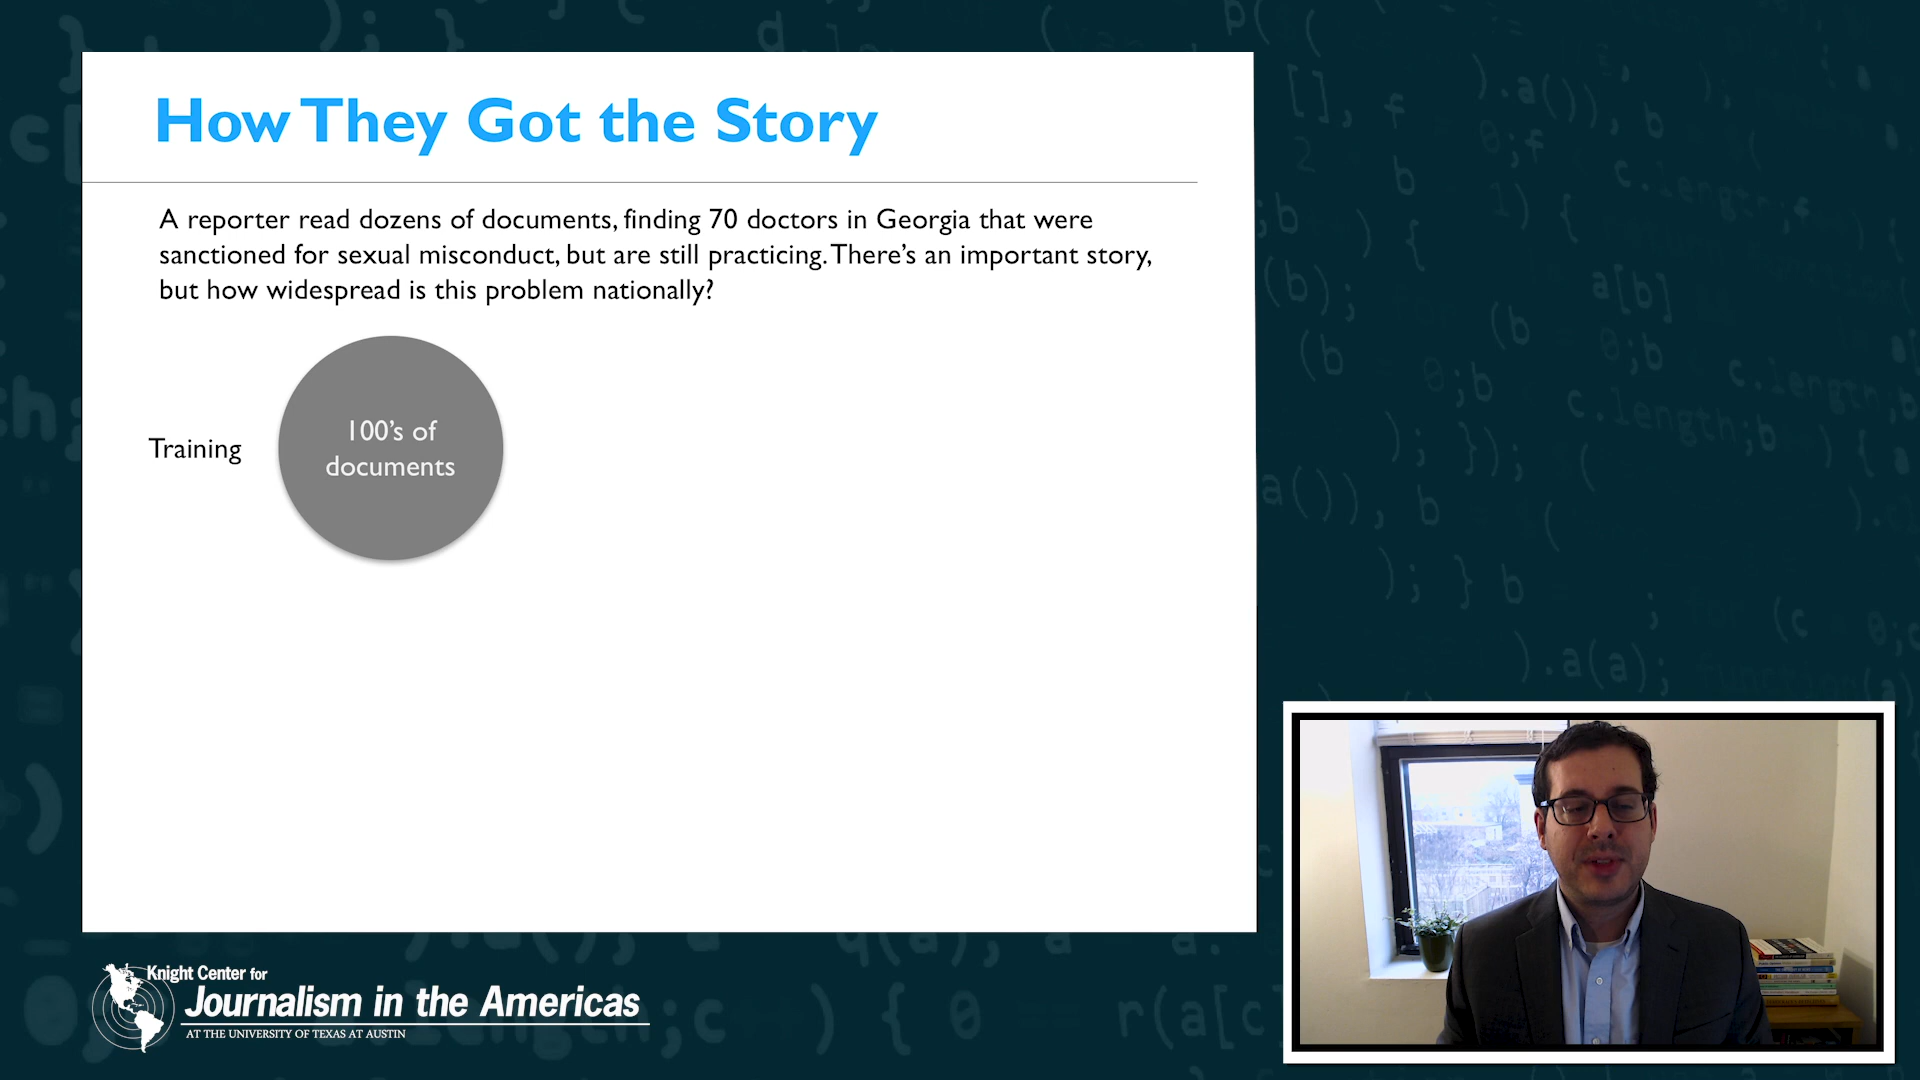 How They Got the Story
A reporter read dozens of documents, finding 70 doctors in Georgia that were
sanctioned for sexual misconduct, but are still practicing. There’s an important story,
but how widespread is this problem nationally?
Training
100’s of
documents
Knight Center for
Journalism in the Americas
AT THE UNIVERSITY OF TEXAS AT AUSTIN